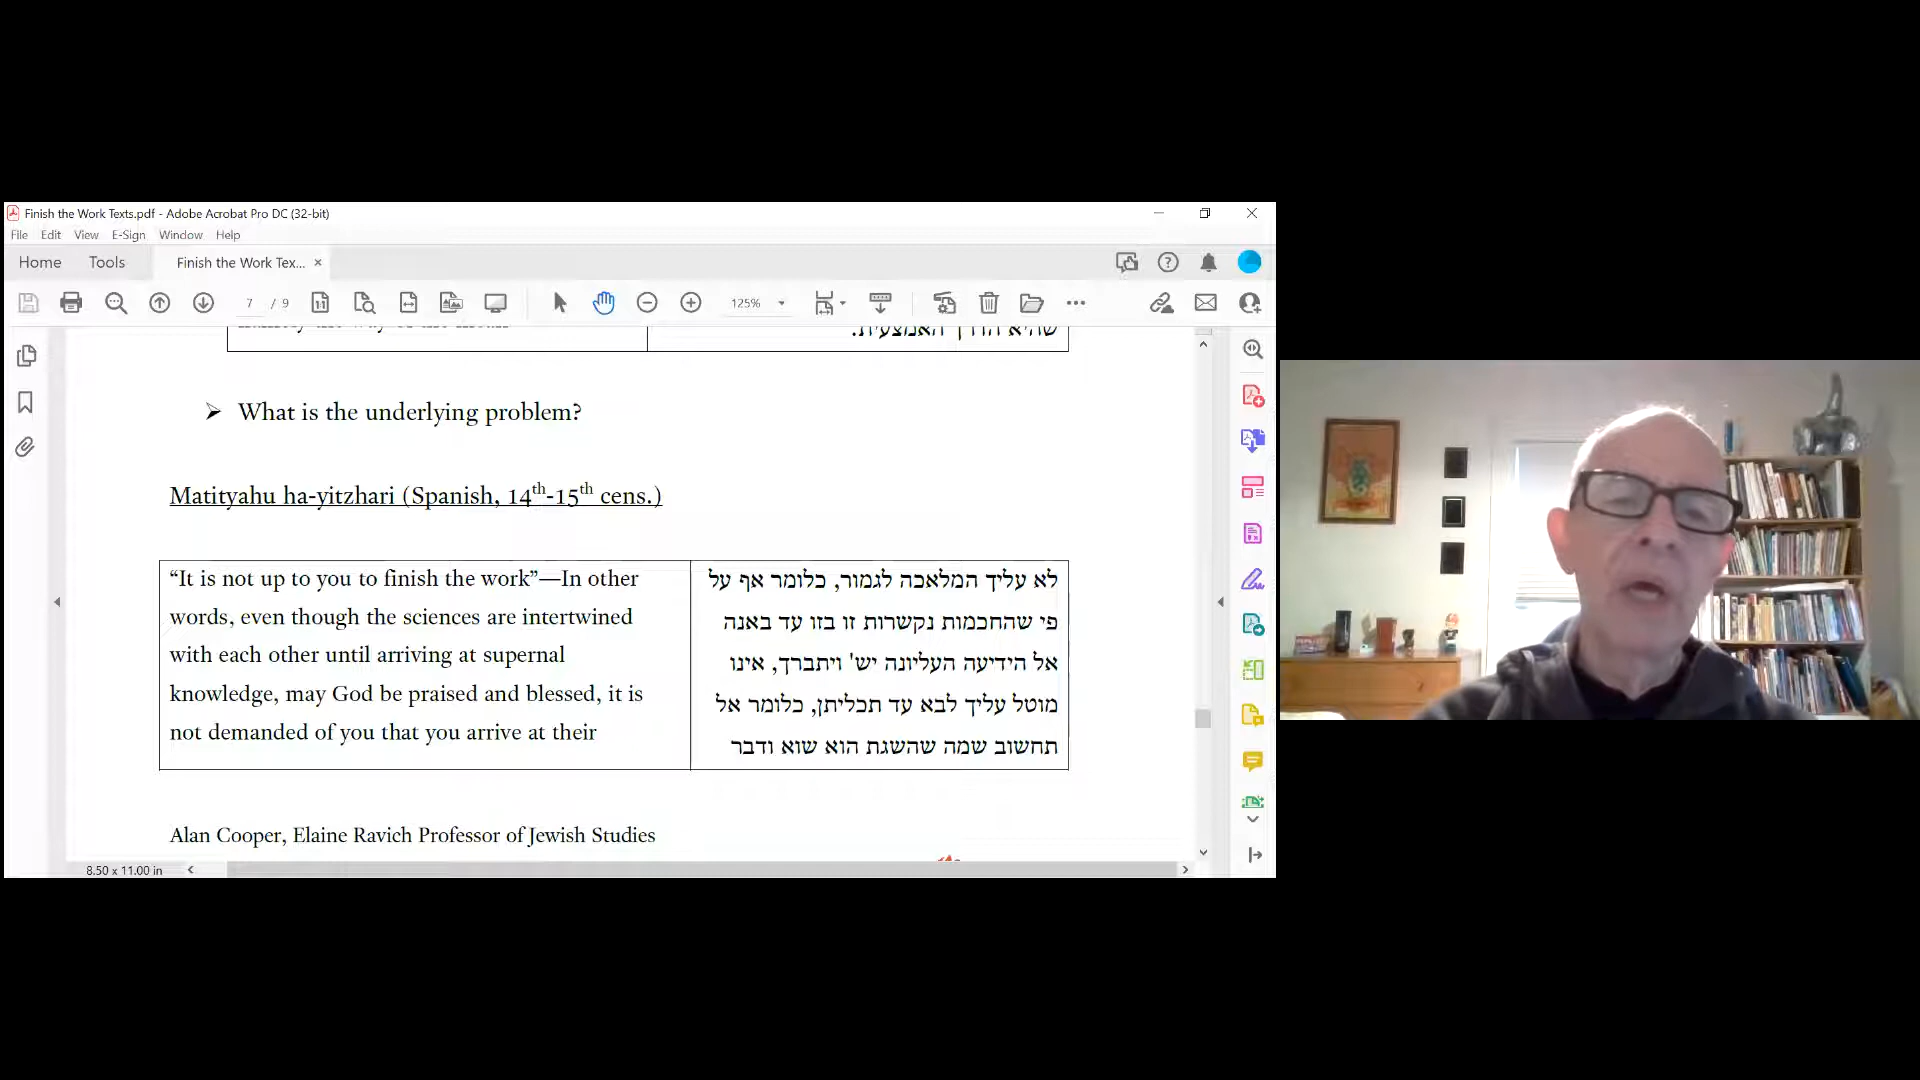 Finish the Work Texts.pdf - Adobe Acrobat Pro DC (32-bit)
File Edit View E-Sign Window Help
Home Tools Finish the Work Tex... ×
7 / 9 125%
שהיא הדרך האמצעית.
➢ What is the underlying problem?
Matityahu ha-yitzhari (Spanish, 14th-15th cens.)
“It is not up to you to finish the work”—In other
words, even though the sciences are intertwined
with each other until arriving at supernal
knowledge, may God be praised and blessed, it is
not demanded of you that you arrive at their
לא עליך המלאכה לגמור, כלומר אף על
פי שהחכמות נקשרות זו בזו עד באנה
אל הידיעה העליונה יש' ויתברך, אינו
מוטל עליך לבא עד תכליתן, כלומר אל
תחשוב שמה שהשגת הוא שוא ודבר
Alan Cooper, Elaine Ravich Professor of Jewish Studies
8.50 x 11.00 in